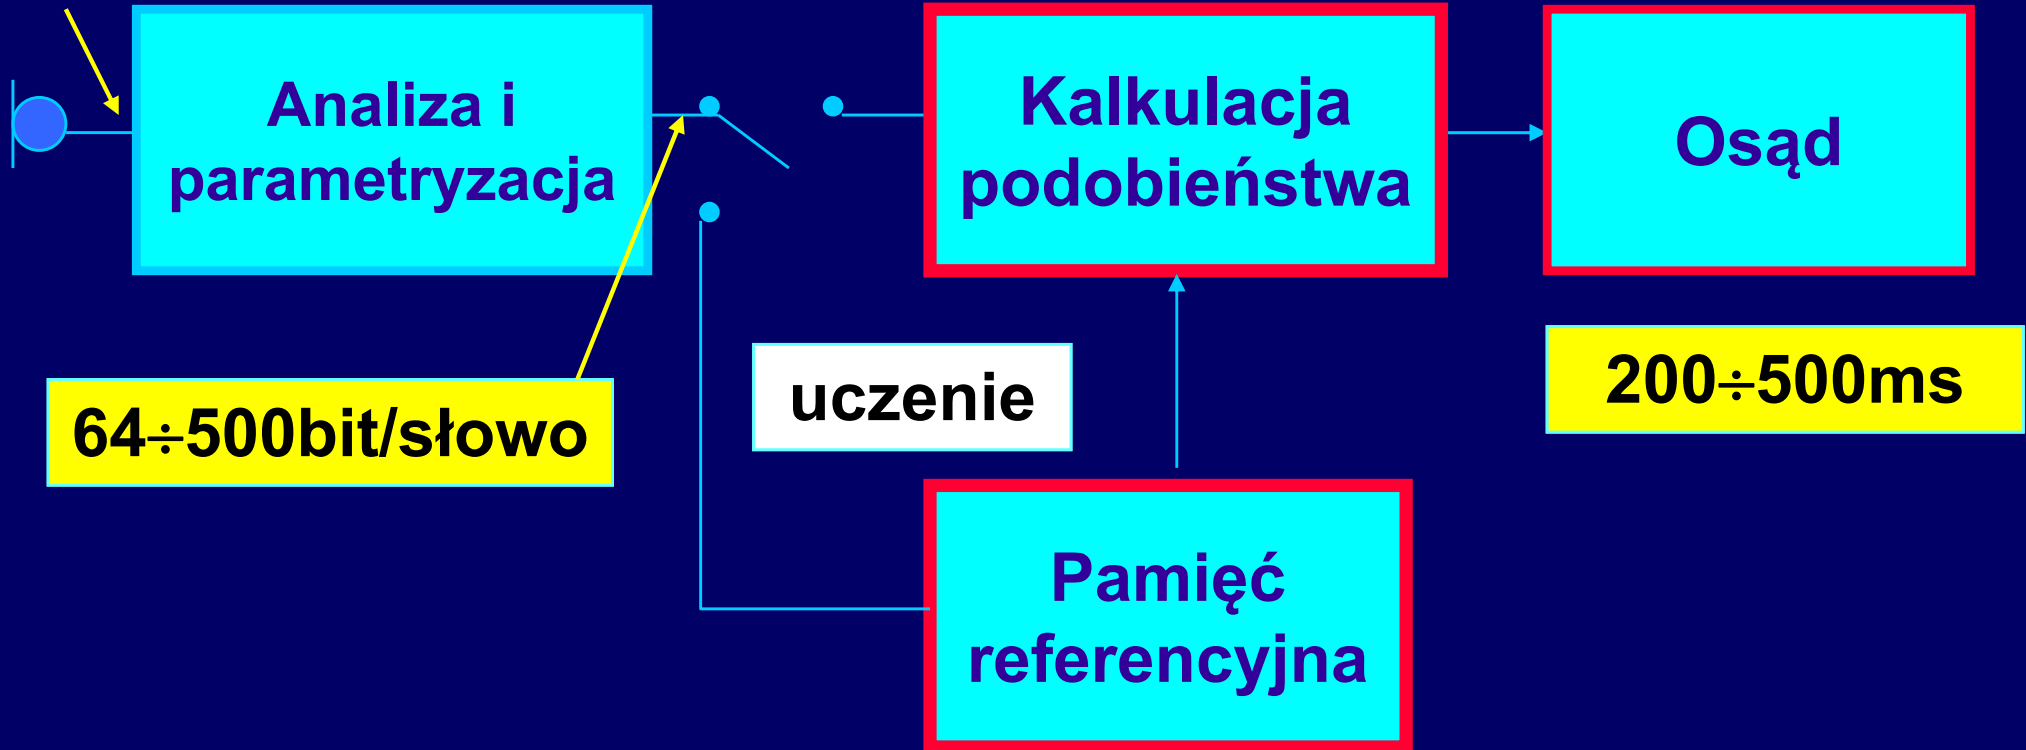 Analiza i
parametryzacja
Kalkulacja
podobieństwa
Osąd
64÷500bit/słowo
uczenie
200÷500ms
Pamięć
referencyjna